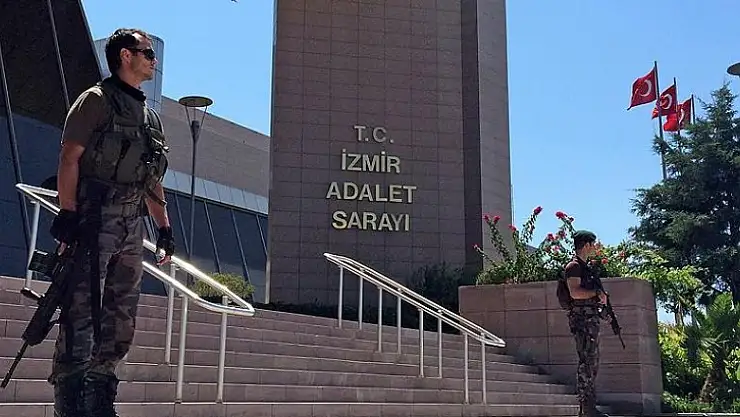 T.C.
İZMİR
ADALET
SARAYI